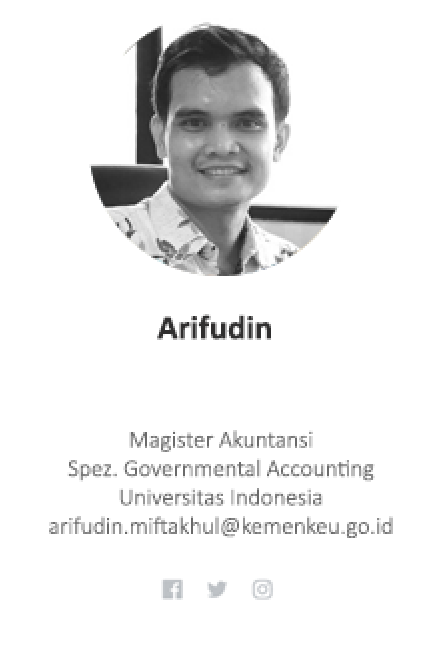 Arifudin
Magister Akuntansi
Spez. Governmental Accounting
Universitas Indonesia
arifudin.miftakhul@kemenkeu.go.id